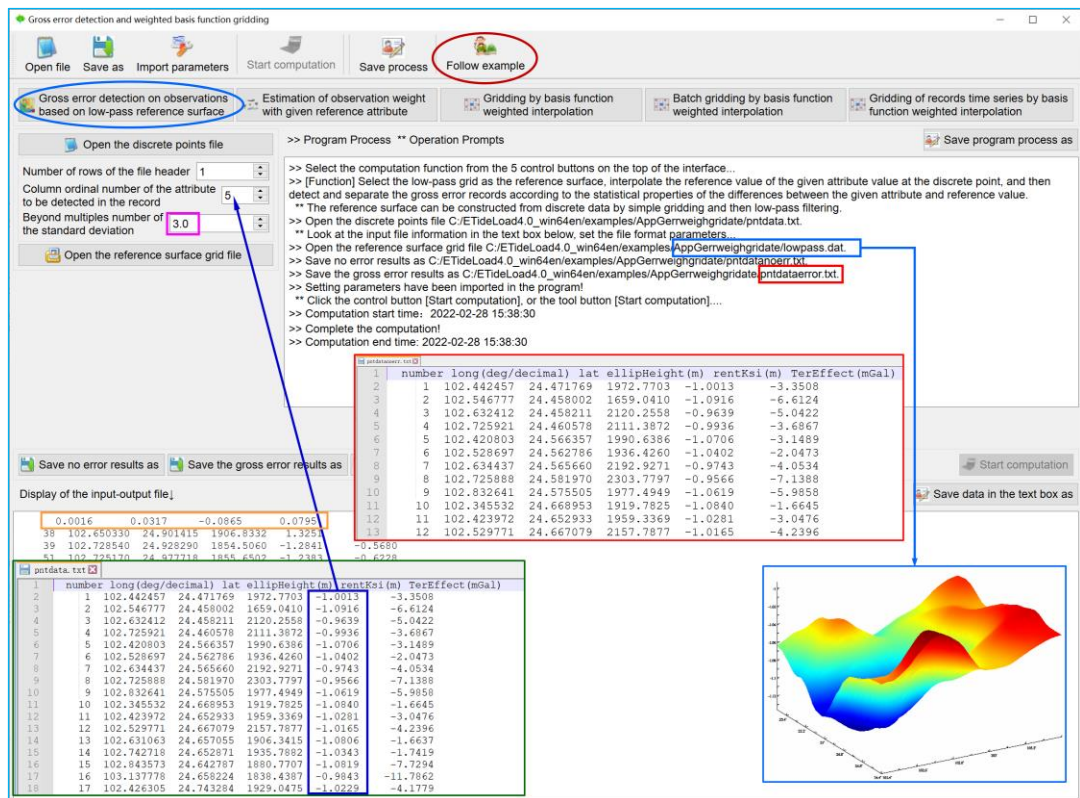 Gross error detection and weighted basis function gridding
Open file Save as Import parameters Start computation Save process Follow example
Gross error detection on observations based on low-pass reference surface
Estimation of observation weight with given reference attribute
Gridding by basis function weighted interpolation
Batch gridding by basis function weighted interpolation
Gridding of records time series by basis function weighted interpolation
Open the discrete points file
Number of rows of the file header 1
Column ordinal number of the attribute to be detected in the record 5
Beyond multiples number of the standard deviation 3.0
Open the reference surface grid file
>> Program Process ** Operation Prompts
Save program process as
>> Select the computation function from the 5 control buttons on the top of the interface...
>> [Function] Select the low-pass grid as the reference surface, interpolate the reference value of the given attribute value at the discrete point, and then
detect and separate the gross error records according to the statistical properties of the differences between the given attribute and reference value.
** The reference surface can be constructed from discrete data by simple gridding and then low-pass filtering.
>> Open the discrete points file C:/ETideLoad4.0_win64en/examples/AppGerrweighgridate/pntdata.txt.
** Look at the input file information in the text box below, set the file format parameters...
>> Open the reference surface grid file C:/ETideLoad4.0_win64en/examples/AppGerrweighgridate/lowpass.dat.
>> Save no error results as C:/ETideLoad4.0_win64en/examples/AppGerrweighgridate/pntdatanoerr.txt.
>> Save the gross error results as C:/ETideLoad4.0_win64en/examples/AppGerrweighgridate/pntdataerror.txt.
>> Setting parameters have been imported in the program!
** Click the control button [Start computation], or the tool button [Start computation]....
>> Computation start time: 2022-02-28 15:38:30
>> Complete the computation!
>> Computation end time: 2022-02-28 15:38:30
pntdatanoerr.txt
1 number long(deg/decimal) lat ellipHeight(m) rentKsi(m) TerEffect(mGal)
2 1 102.442457 24.471769 1972.7703 -1.0013 -3.3508
3 2 102.546777 24.458002 1659.0410 -1.0916 -6.6124
4 3 102.632412 24.458211 2120.2558 -0.9639 -5.0422
5 4 102.725921 24.460578 2111.3872 -0.9936 -3.6867
6 5 102.420803 24.566357 1990.6386 -1.0706 -3.1489
7 6 102.528697 24.562786 1936.4260 -1.0402 -2.0473
8 7 102.634437 24.565660 2192.9271 -0.9743 -4.0534
9 8 102.725888 24.581970 2303.7797 -0.9566 -7.1388
10 9 102.832641 24.575505 1977.4949 -1.0619 -5.9858
11 10 102.345532 24.668953 1919.7825 -1.0840 -1.6645
12 11 102.423972 24.652933 1959.3369 -1.0281 -3.0476
13 12 102.529771 24.667079 2157.7877 -1.0165 -4.2396
Save no error results as Save the gross error results as
Start computation
Display of the input-output file↓
Save data in the text box as
0.0016 0.0317 -0.0865 0.0795
38 102.650330 24.901415 1906.8332 1.3251
39 102.728540 24.928290 1854.5060 -1.2841 -0.5680
51 102.725170 24.977718 1855.6502 -1.2383 -0.6228
pntdata.txt
1 number long(deg/decimal) lat ellipHeight(m) rentKsi(m) TerEffect(mGal)
2 1 102.442457 24.471769 1972.7703 -1.0013 -3.3508
3 2 102.546777 24.458002 1659.0410 -1.0916 -6.6124
4 3 102.632412 24.458211 2120.2558 -0.9639 -5.0422
5 4 102.725921 24.460578 2111.3872 -0.9936 -3.6867
6 5 102.420803 24.566357 1990.6386 -1.0706 -3.1489
7 6 102.528697 24.562786 1936.4260 -1.0402 -2.0473
8 7 102.634437 24.565660 2192.9271 -0.9743 -4.0534
9 8 102.725888 24.581970 2303.7797 -0.9566 -7.1388
10 9 102.832641 24.575505 1977.4949 -1.0619 -5.9858
11 10 102.345532 24.668953 1919.7825 -1.0840 -1.6645
12 11 102.423972 24.652933 1959.3369 -1.0281 -3.0476
13 12 102.529771 24.667079 2157.7877 -1.0165 -4.2396
14 13 102.631063 24.657055 1906.3415 -1.0806 -1.6637
15 14 102.742718 24.652871 1935.7882 -1.0343 -1.7419
16 15 102.843573 24.642787 1880.7707 -1.0819 -7.7294
17 16 103.137778 24.658224 1838.4387 -0.9843 -11.7862
18 17 102.426305 24.743284 1929.0475 -1.0229 -4.1779